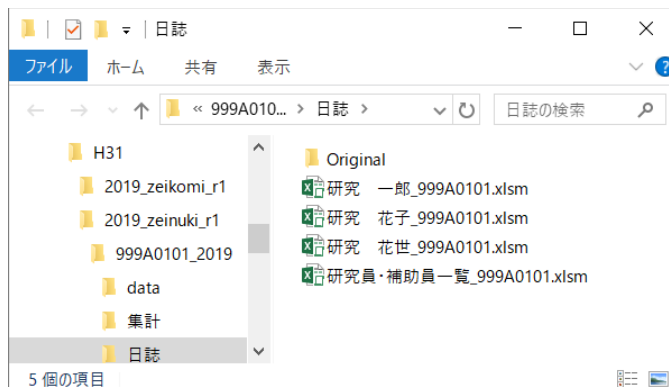 日誌
ファイル ホーム 共有 表示
« 999A010... › 日誌 › 日誌の検索
H31
2019_zeikomi_r1
2019_zeinuki_r1
999A0101_2019
data
集計
日誌
Original
研究　一郎_999A0101.xlsm
研究　花子_999A0101.xlsm
研究　花世_999A0101.xlsm
研究員・補助員一覧_999A0101.xlsm
5 個の項目